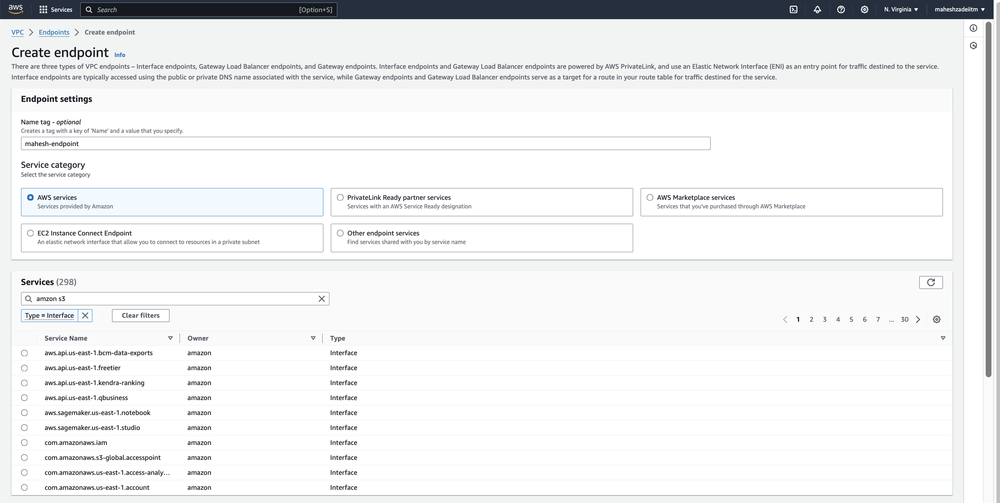 aws
Services
Search
[Option+S]
N. Virginia
maheshzadeiitm
VPC
Endpoints
Create endpoint
Create endpoint
Info
There are three types of VPC endpoints – Interface endpoints, Gateway Load Balancer endpoints, and Gateway endpoints. Interface endpoints and Gateway Load Balancer endpoints are powered by AWS PrivateLink, and use an Elastic Network Interface (ENI) as an entry point for traffic destined to the service.
Interface endpoints are typically accessed using the public or private DNS name associated with the service, while Gateway endpoints and Gateway Load Balancer endpoints serve as a target for a route in your route table for traffic destined for the service.
Endpoint settings
Name tag - optional
Creates a tag with a key of 'Name' and a value that you specify.
mahesh-endpoint
Service category
Select the service category
AWS services
Services provided by Amazon
PrivateLink Ready partner services
Services with an AWS Service Ready designation
AWS Marketplace services
Services that you've purchased through AWS Marketplace
EC2 Instance Connect Endpoint
An elastic network interface that allow you to connect to resources in a private subnet
Other endpoint services
Find services shared with you by service name
Services (298)
amzon s3
Type = Interface
Clear filters
1 2 3 4 5 6 7 ... 30
Service Name Owner Type
aws.api.us-east-1.bcm-data-exports amazon Interface
aws.api.us-east-1.freetier amazon Interface
aws.api.us-east-1.kendra-ranking amazon Interface
aws.api.us-east-1.qbusiness amazon Interface
aws.sagemaker.us-east-1.notebook amazon Interface
aws.sagemaker.us-east-1.studio amazon Interface
com.amazonaws.iam amazon Interface
com.amazonaws.s3-global.accesspoint amazon Interface
com.amazonaws.us-east-1.access-analy... amazon Interface
com.amazonaws.us-east-1.account amazon Interface